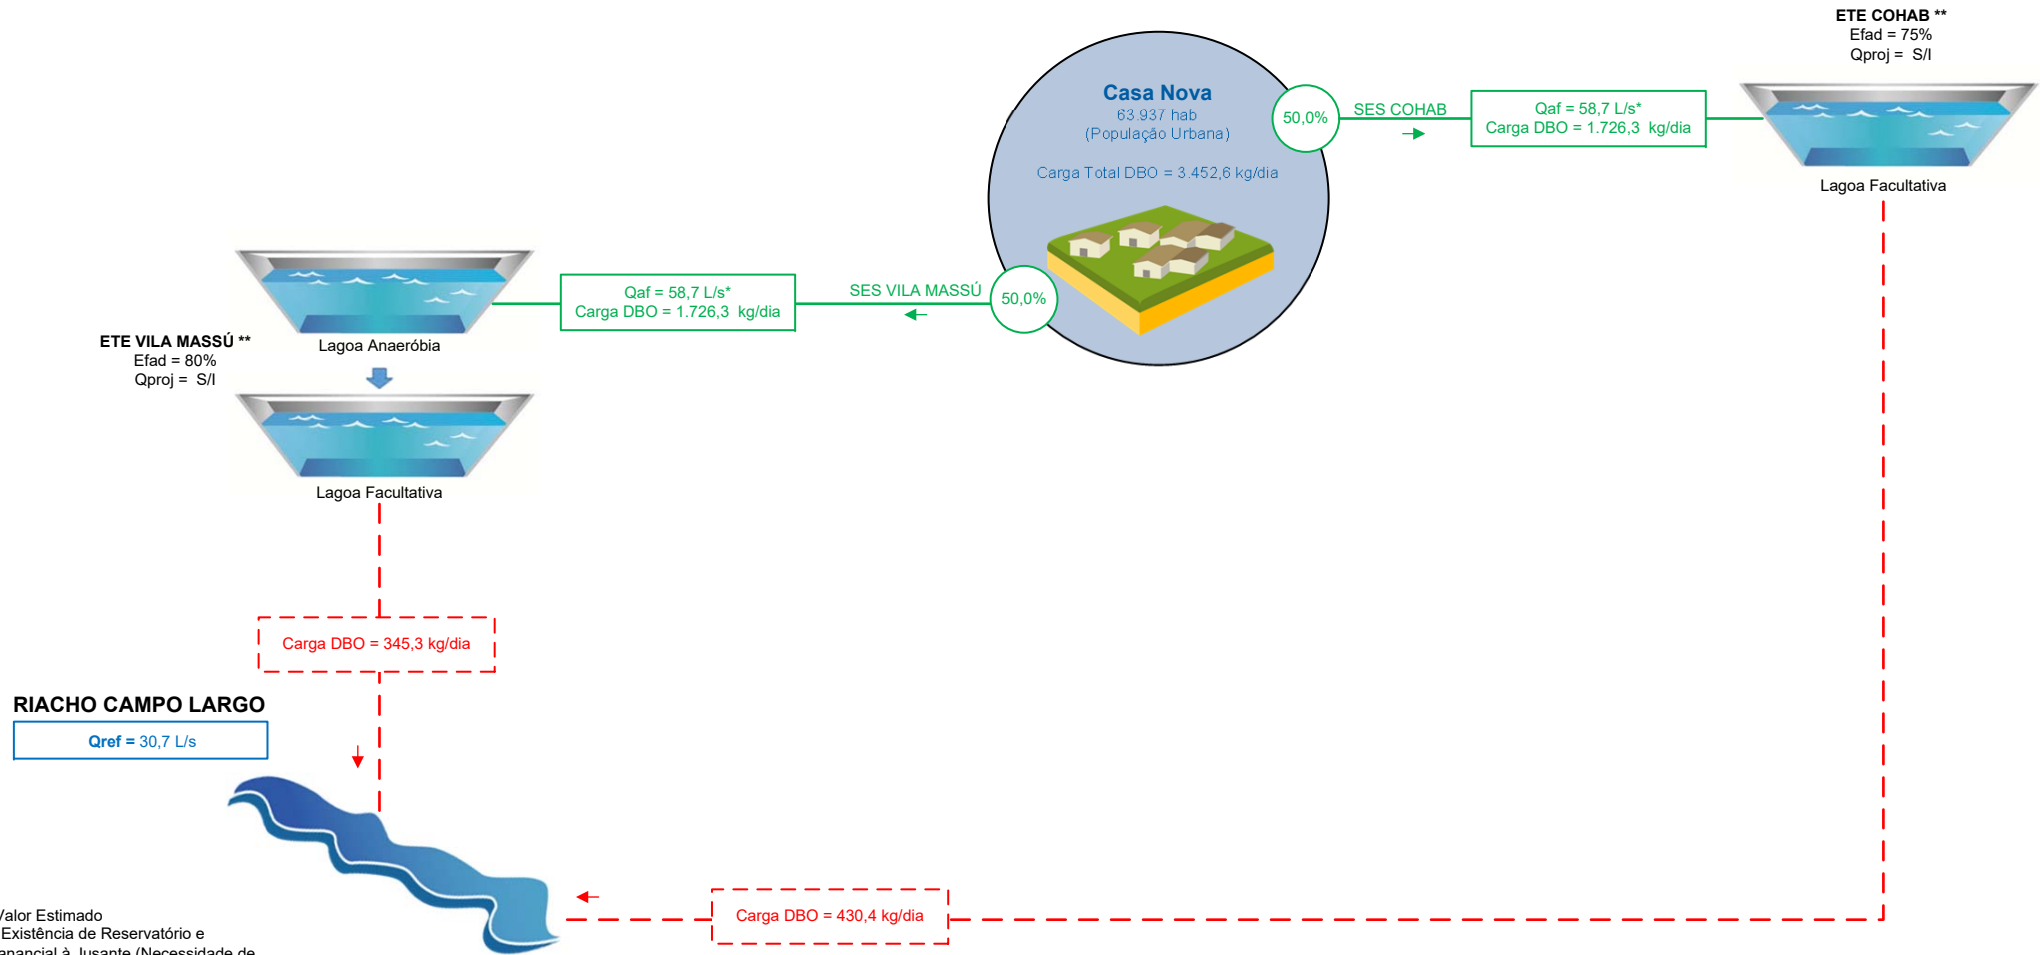 ETE COHAB **
Efad = 75%
Qproj = S/I
Lagoa Facultativa
Casa Nova
63.937 hab
(População Urbana)
Carga Total DBO = 3.452,6 kg/dia
50,0%
SES COHAB
Qaf = 58,7 L/s*
Carga DBO = 1.726,3 kg/dia
50,0%
SES VILA MASSÚ
Qaf = 58,7 L/s*
Carga DBO = 1.726,3 kg/dia
Lagoa Anaeróbia
ETE VILA MASSÚ **
Efad = 80%
Qproj = S/I
Lagoa Facultativa
Carga DBO = 345,3 kg/dia
RIACHO CAMPO LARGO
Qref = 30,7 L/s
Carga DBO = 430,4 kg/dia
Valor Estimado
Existência de Reservatório e
anancial à Jusante (Necessidade de